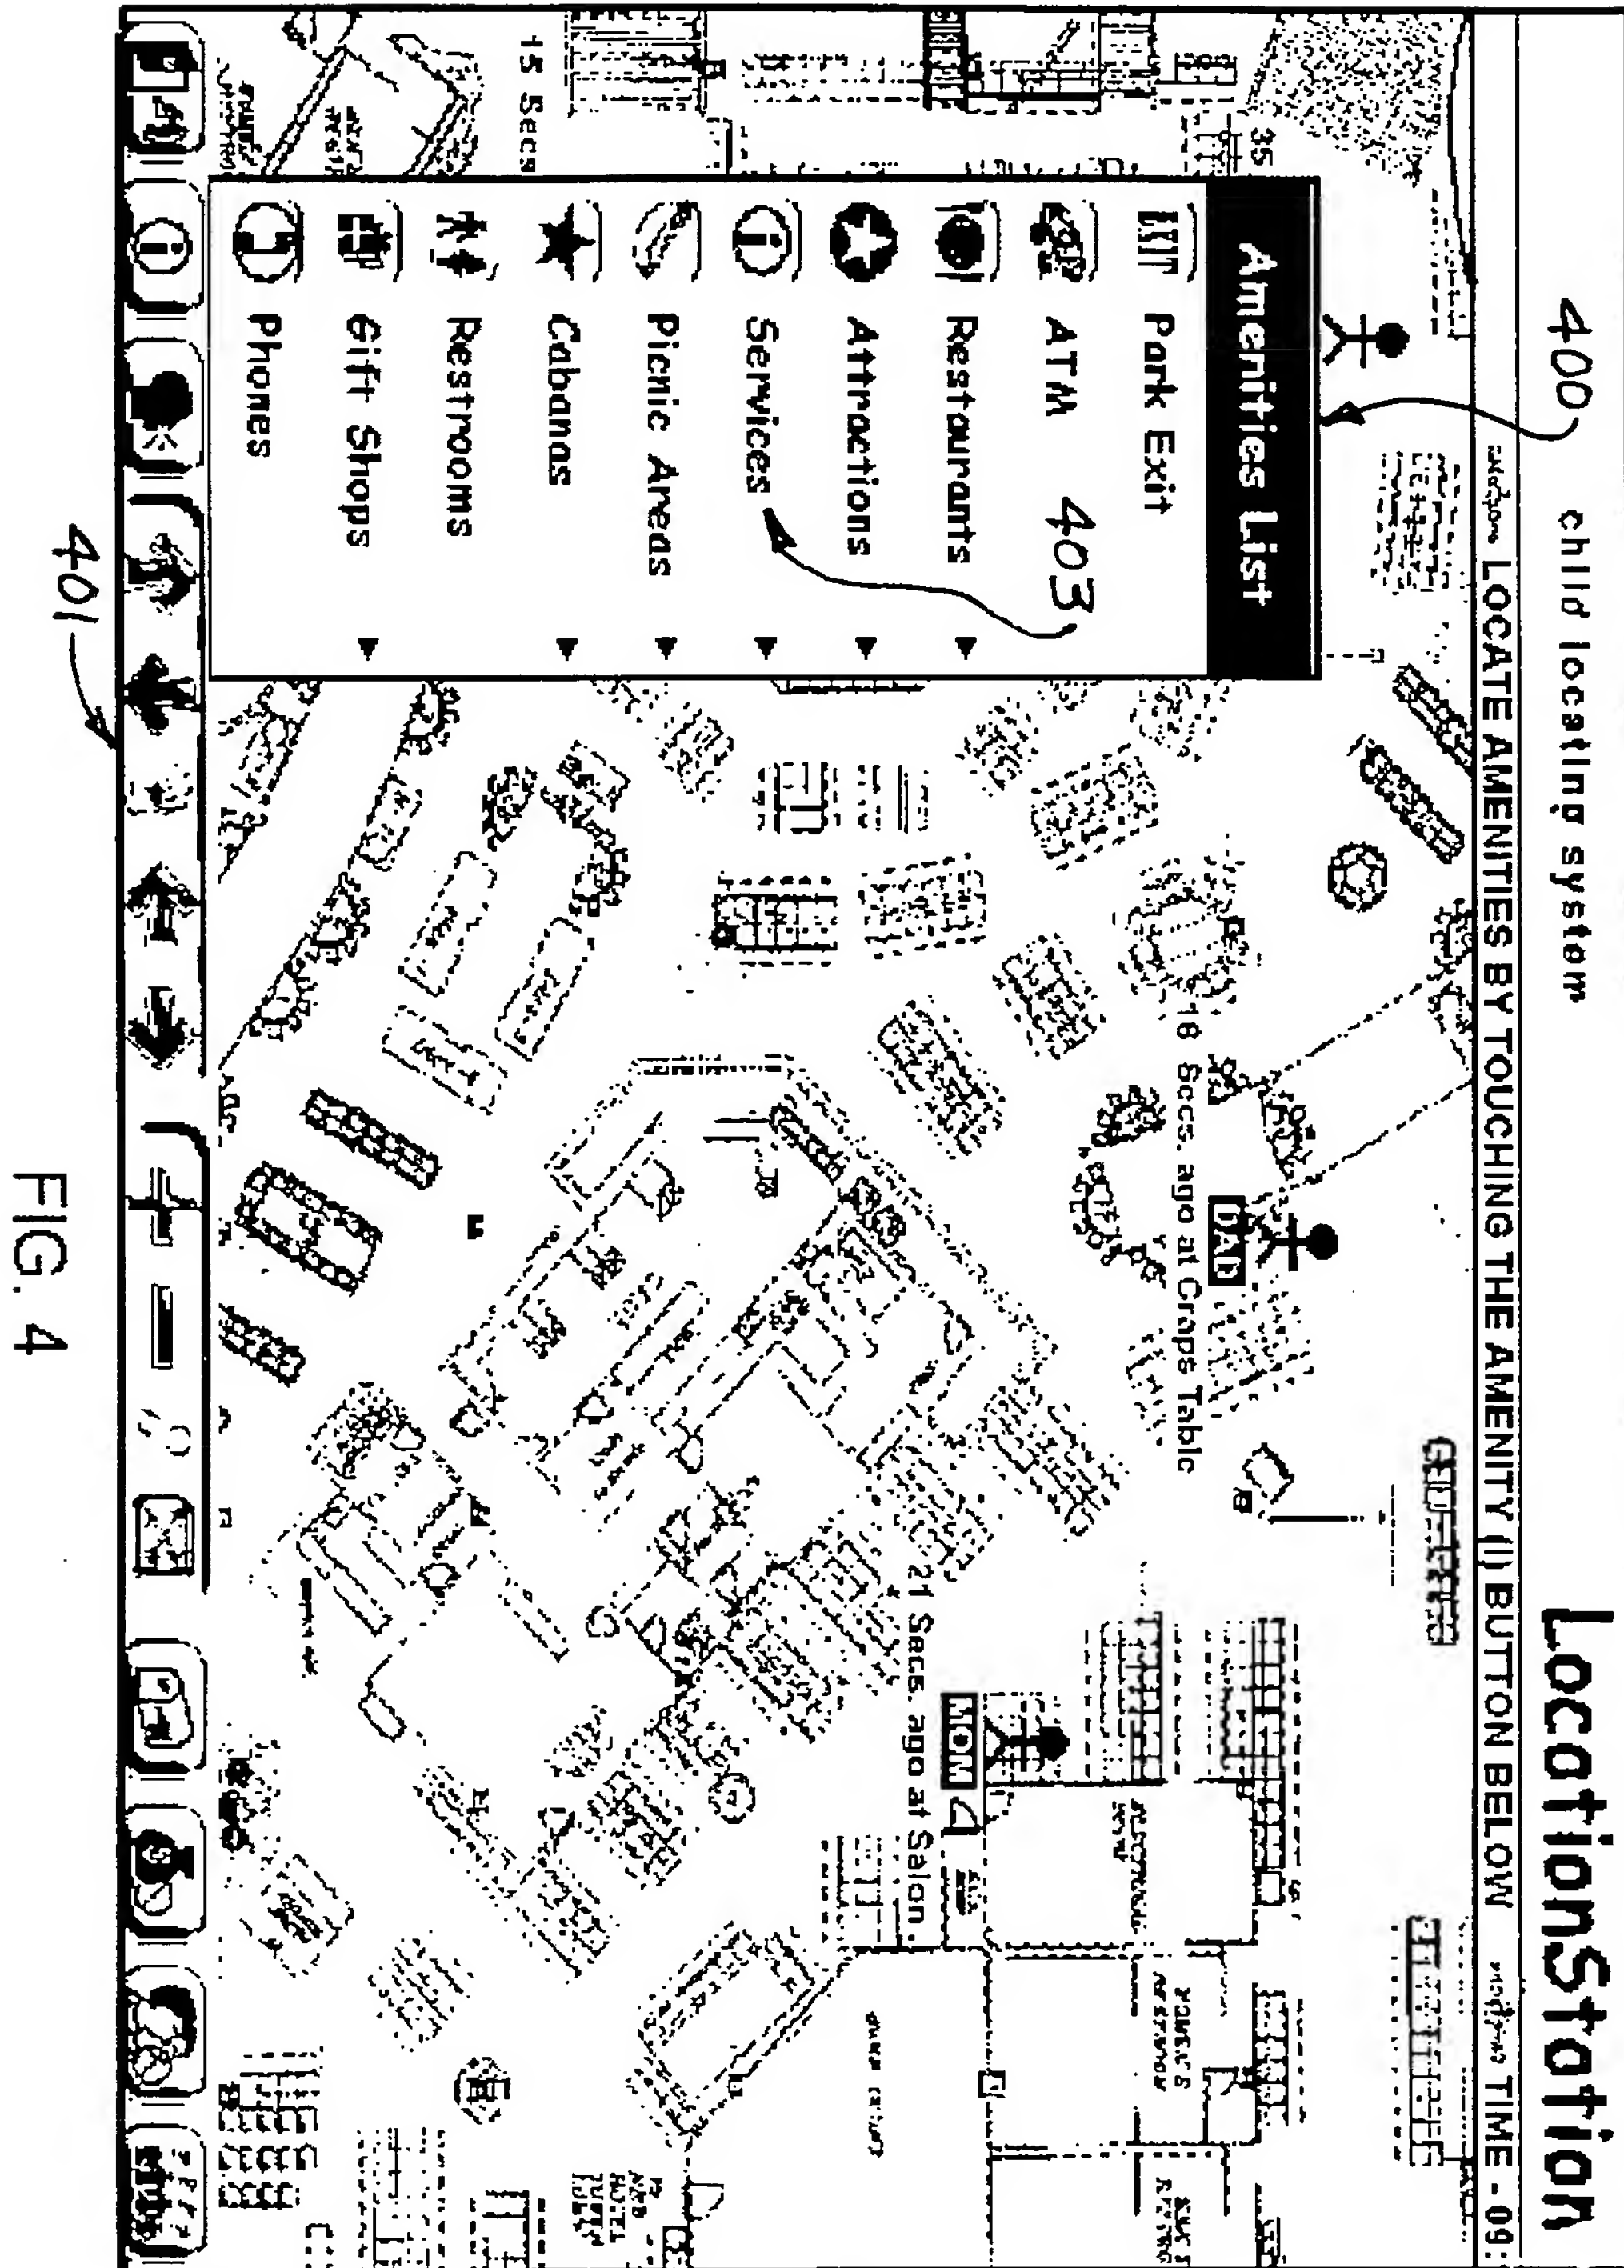 400
child locating system
LocationStation
LOCATE AMENITIES BY TOUCHING THE AMENITY (I) BUTTON BELOW
TIME - 09:
Amenities List
EXIT Park Exit
ATM
403
Restaurants
Attractions
Services
Picnic Areas
Cabanas
Restrooms
Gift Shops
Phones
35
15 Secs
DAD
18 Secs. ago at Craps Table
MOM
21 Secs. ago at Salon.
401
FIG. 4